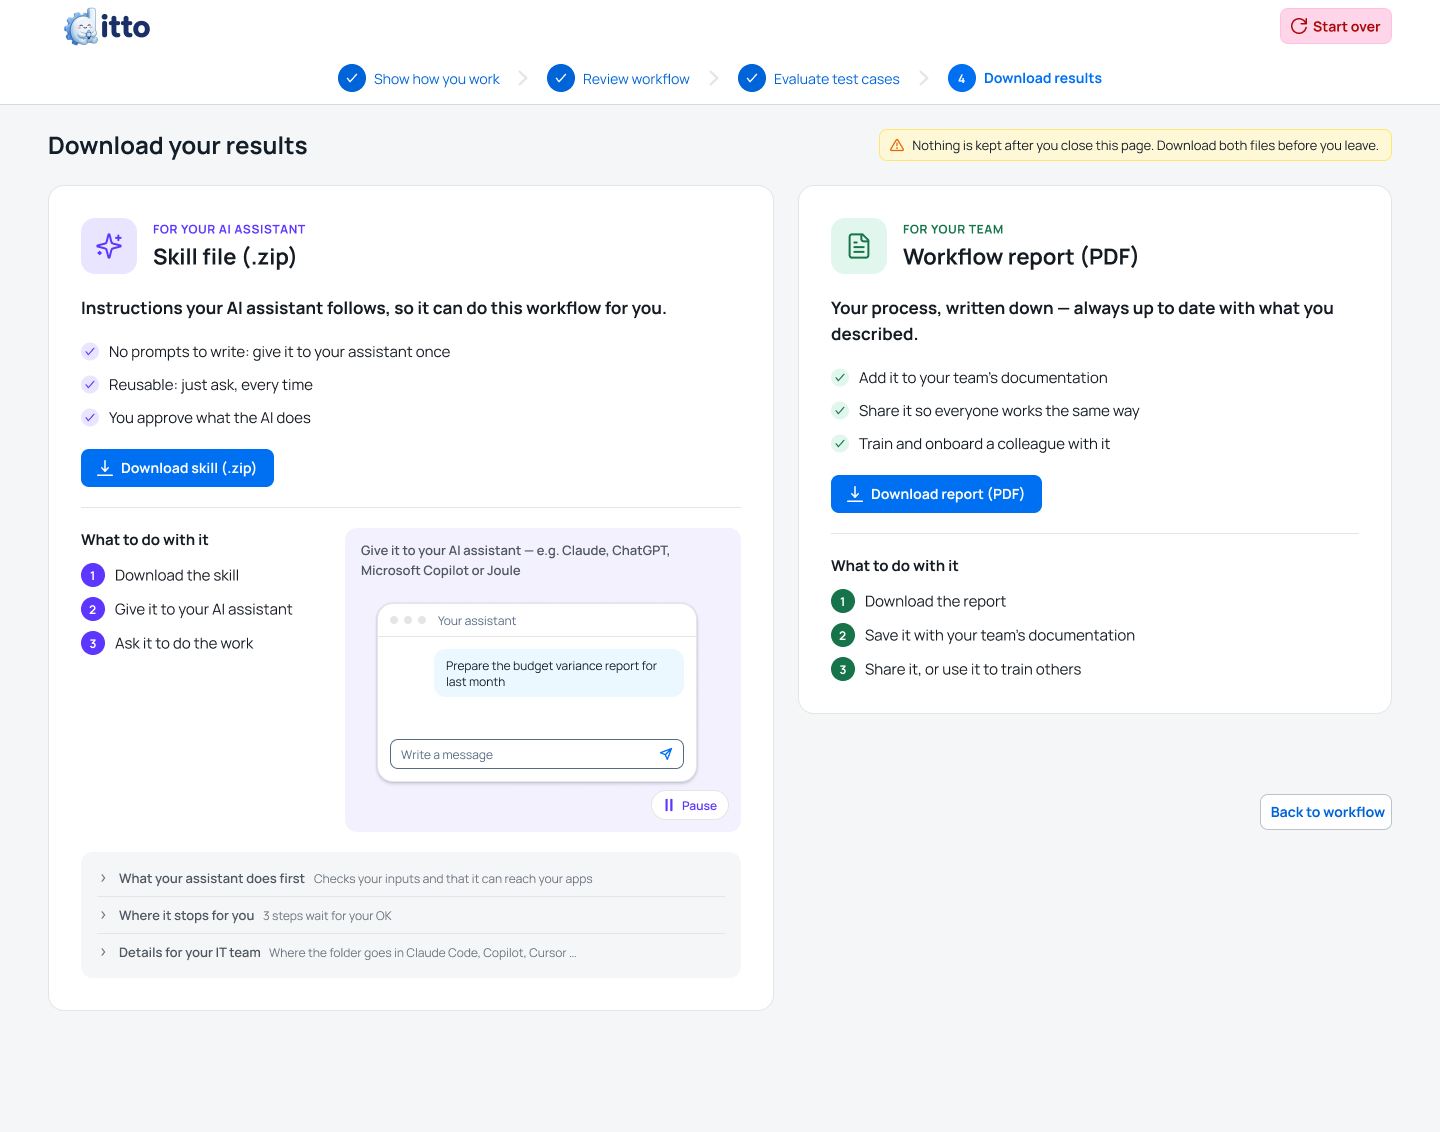 itto
Start over
Show how you work
Review workflow
Evaluate test cases
4 Download results
Download your results
Nothing is kept after you close this page. Download both files before you leave.
FOR YOUR AI ASSISTANT
Skill file (.zip)
Instructions your AI assistant follows, so it can do this workflow for you.
No prompts to write: give it to your assistant once
Reusable: just ask, every time
You approve what the AI does
Download skill (.zip)
What to do with it
1 Download the skill
2 Give it to your AI assistant
3 Ask it to do the work
Give it to your AI assistant — e.g. Claude, ChatGPT,
Microsoft Copilot or Joule
Your assistant
Prepare the budget variance report for
last month
Write a message
Pause
What your assistant does first Checks your inputs and that it can reach your apps
Where it stops for you 3 steps wait for your OK
Details for your IT team Where the folder goes in Claude Code, Copilot, Cursor ...
FOR YOUR TEAM
Workflow report (PDF)
Your process, written down — always up to date with what you
described.
Add it to your team's documentation
Share it so everyone works the same way
Train and onboard a colleague with it
Download report (PDF)
What to do with it
1 Download the report
2 Save it with your team's documentation
3 Share it, or use it to train others
Back to workflow